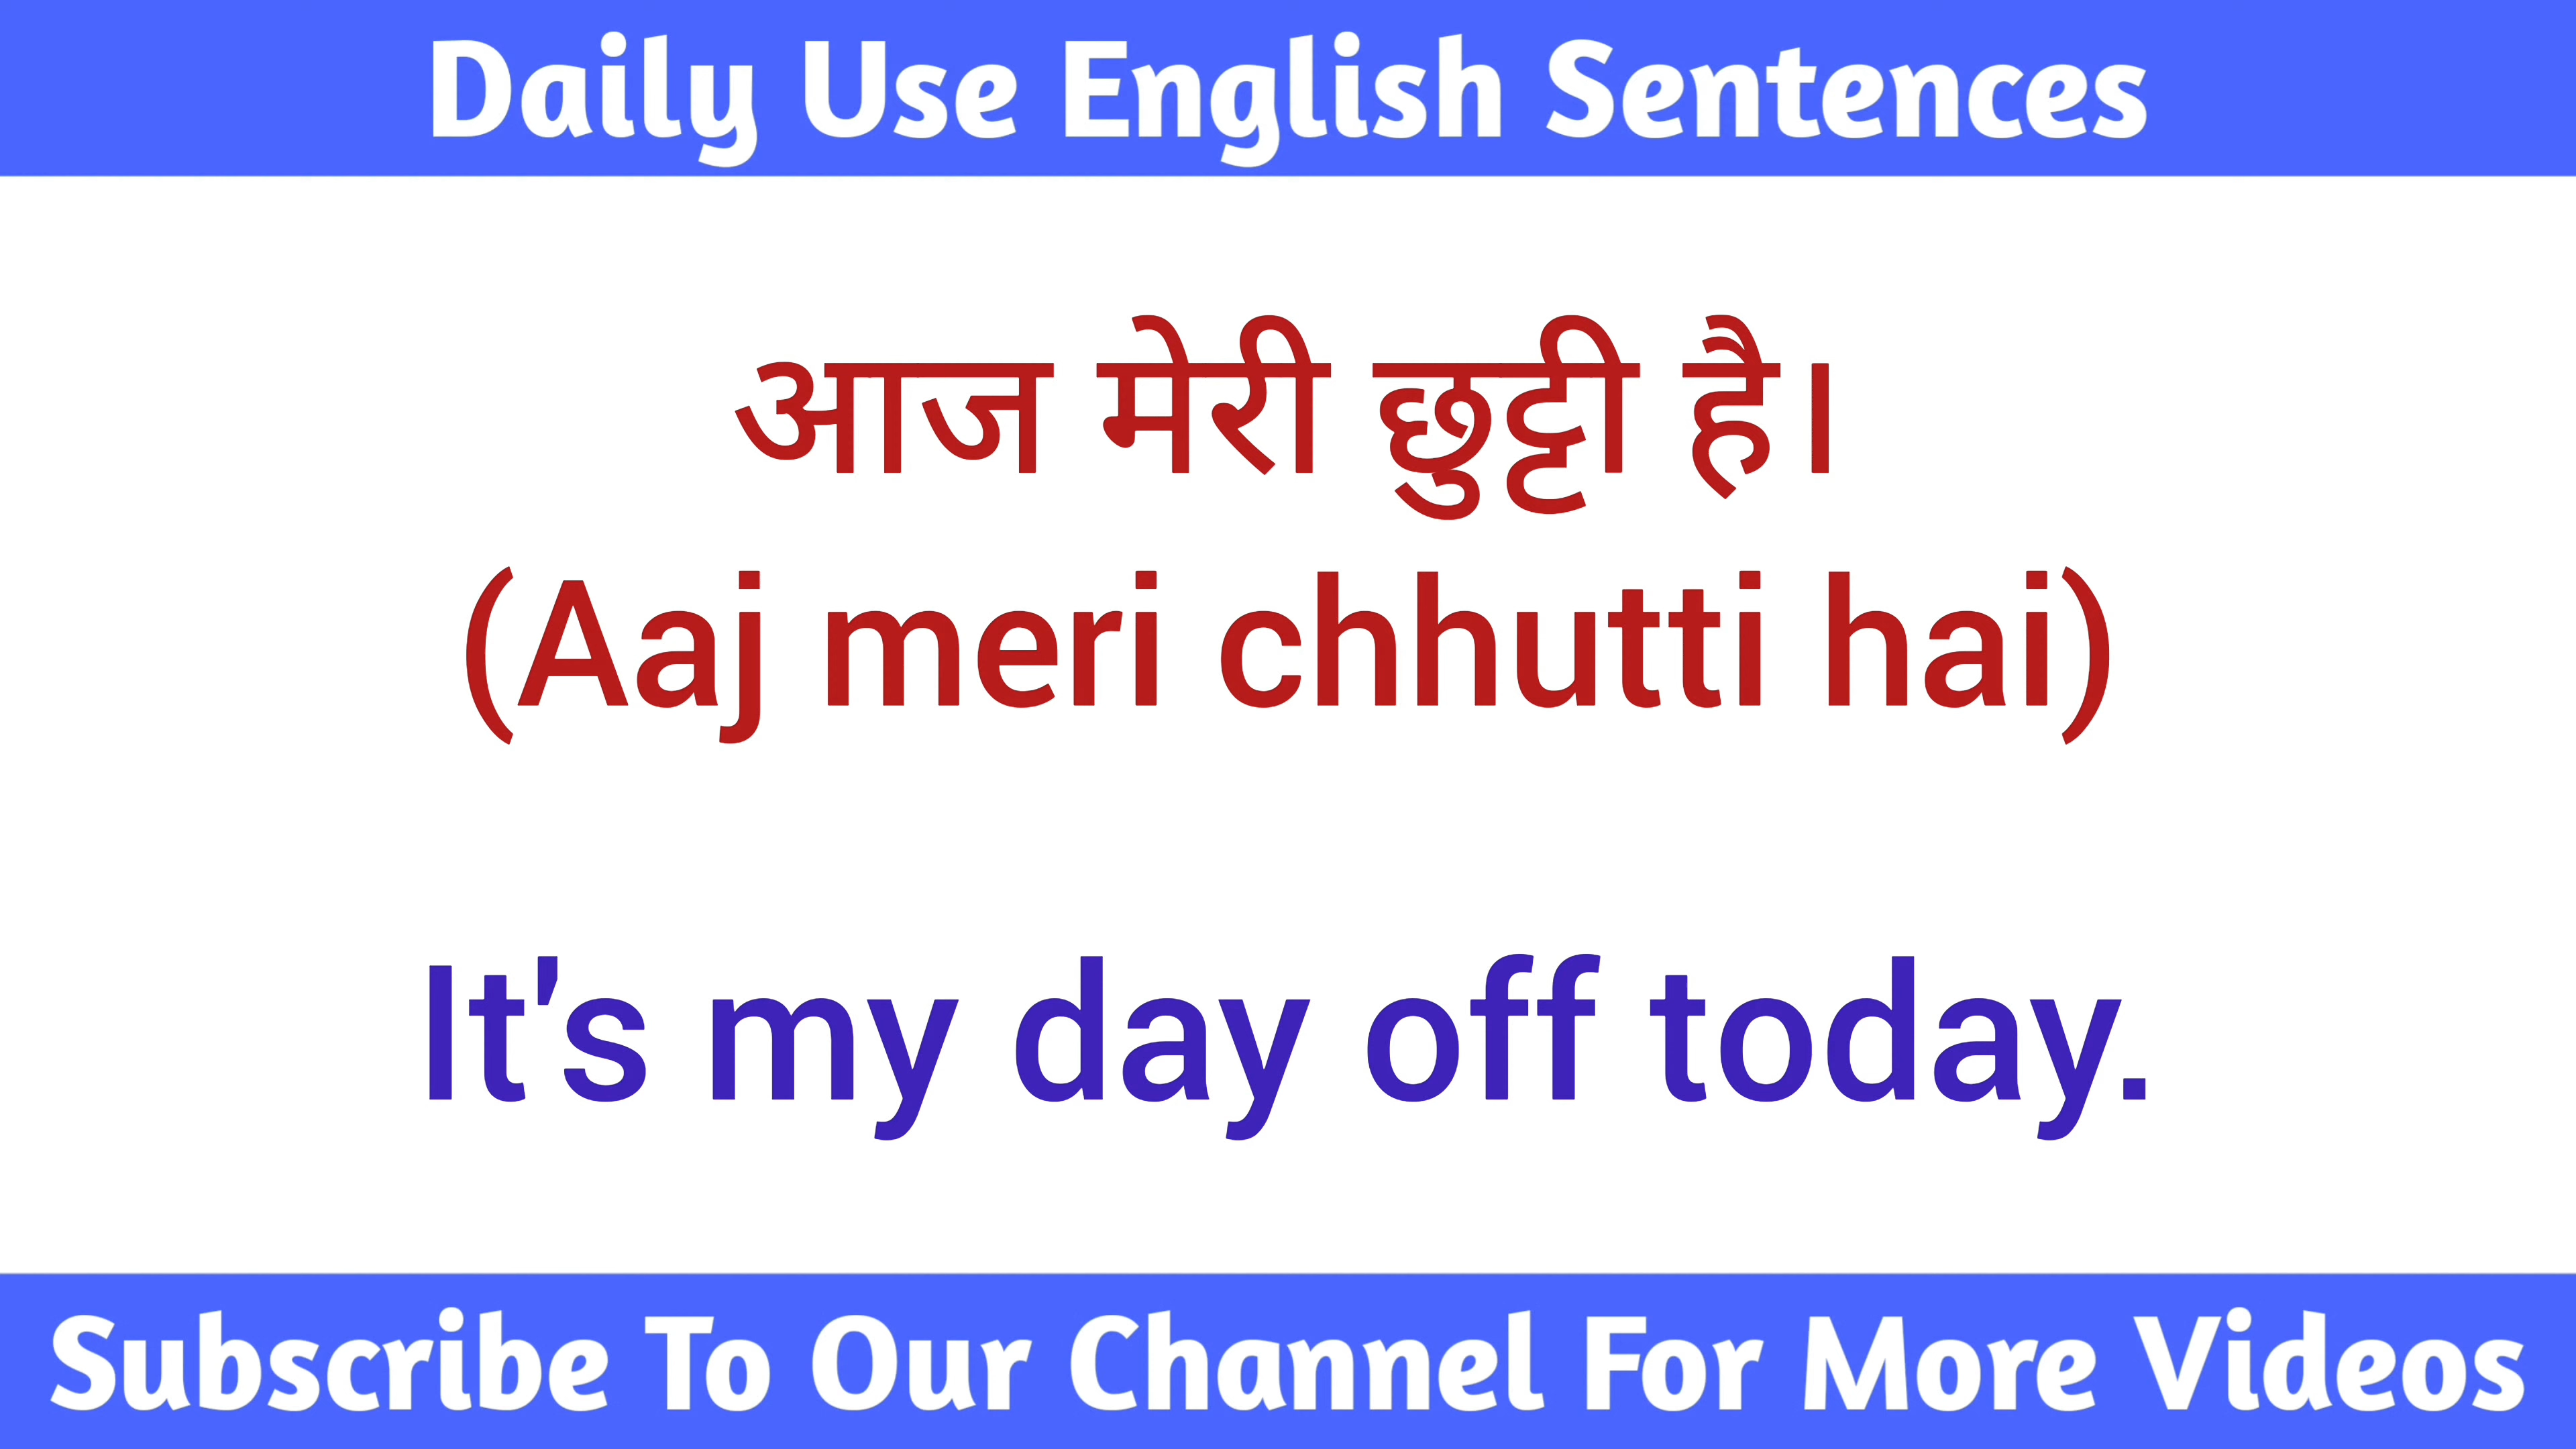 Daily Use English Sentences
आज मेरी छुट्टी है।
(Aaj meri chhutti hai)
It's my day off today.
Subscribe To Our Channel For More Videos